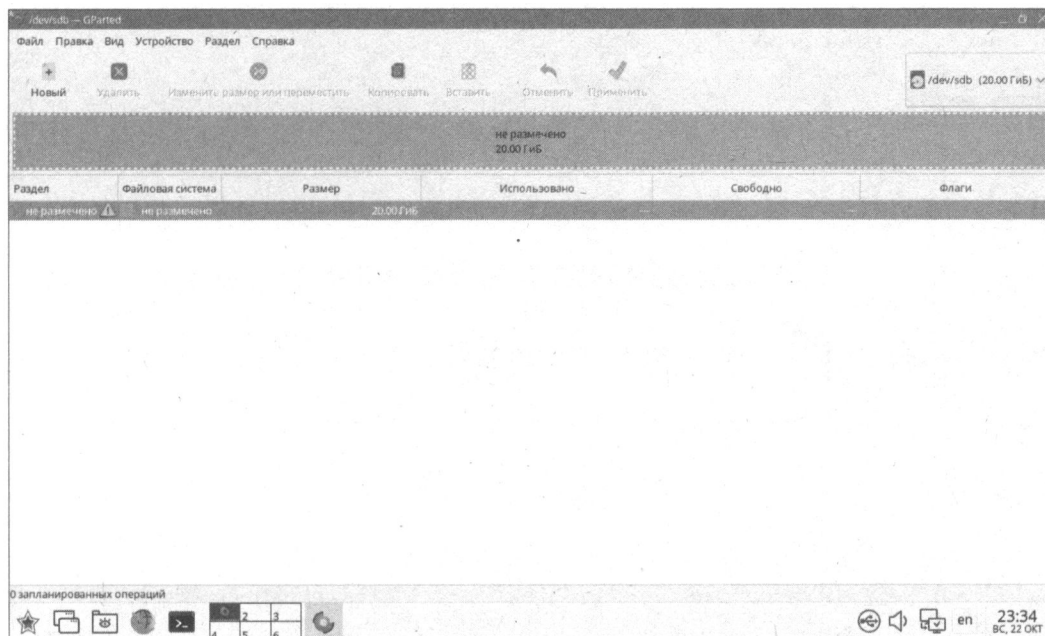 /dev/sdb — GParted
Файл Правка Вид Устройство Раздел Справка
Новый Удалить Изменить размер или переместить Копировать Вставить Отменить Применить
/dev/sdb (20.00 ГиБ)
не размечено
20.00 ГиБ
Раздел Файловая система Размер Использовано Свободно Флаги
не размечено не размечено 20.00 ГиБ — —
0 запланированных операций
2 3
4 5 6
en 23:34
ВС, 22 ОКТ